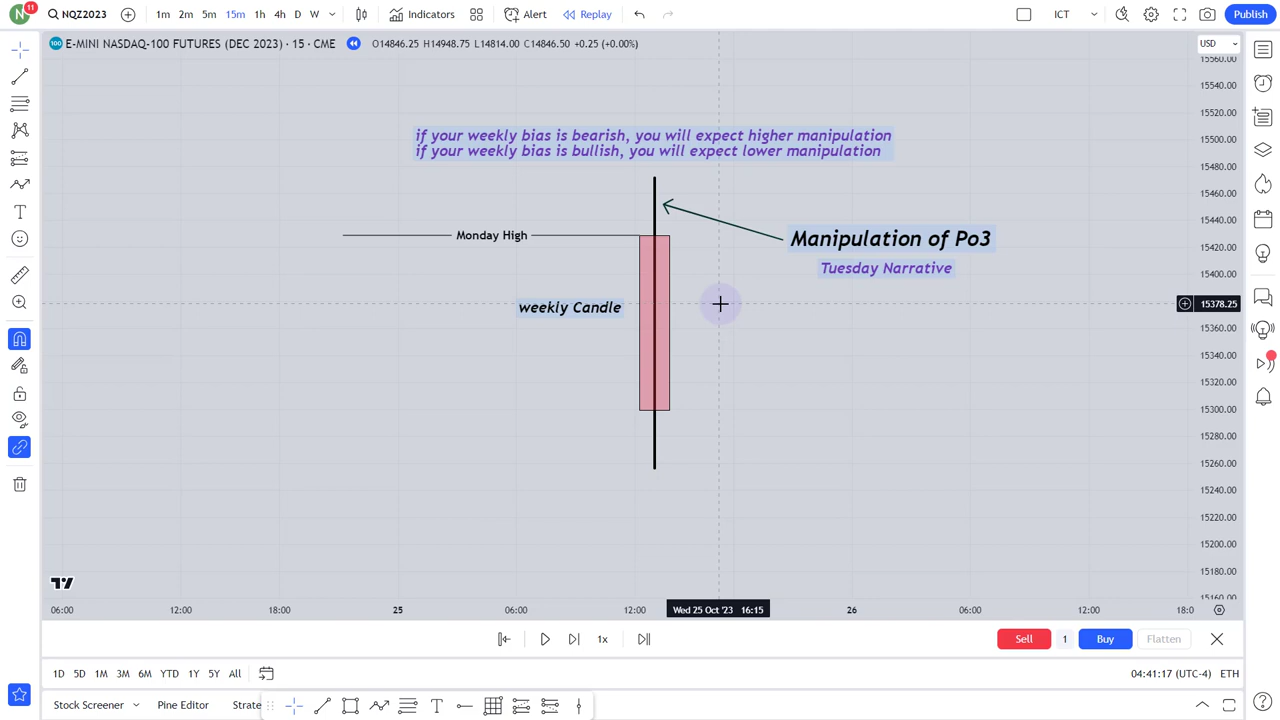 N
11
NQZ2023
1m 2m 5m 15m 1h 4h D W
Indicators
Alert
Replay
ICT
Publish
100 E-MINI NASDAQ-100 FUTURES (DEC 2023) · 15 · CME O14846.25 H14948.75 L14814.00 C14846.50 +0.25 (+0.00%)
USD
15560.00
15540.00
15520.00
15500.00
15480.00
15460.00
15440.00
15420.00
15400.00
15378.25
15360.00
15340.00
15320.00
15300.00
15280.00
15260.00
15240.00
15220.00
15200.00
15180.00
15160.00
if your weekly bias is bearish, you will expect higher manipulation
if your weekly bias is bullish, you will expect lower manipulation
Monday High
Manipulation of Po3
Tuesday Narrative
weekly Candle
06:00 12:00 18:00 25 06:00 12:00 Wed 25 Oct '23 16:15 26 06:00 12:00 18:0
1x
Sell 1 Buy Flatten
1D 5D 1M 3M 6M YTD 1Y 5Y All
04:41:17 (UTC-4) ETH
Stock Screener Pine Editor Strate